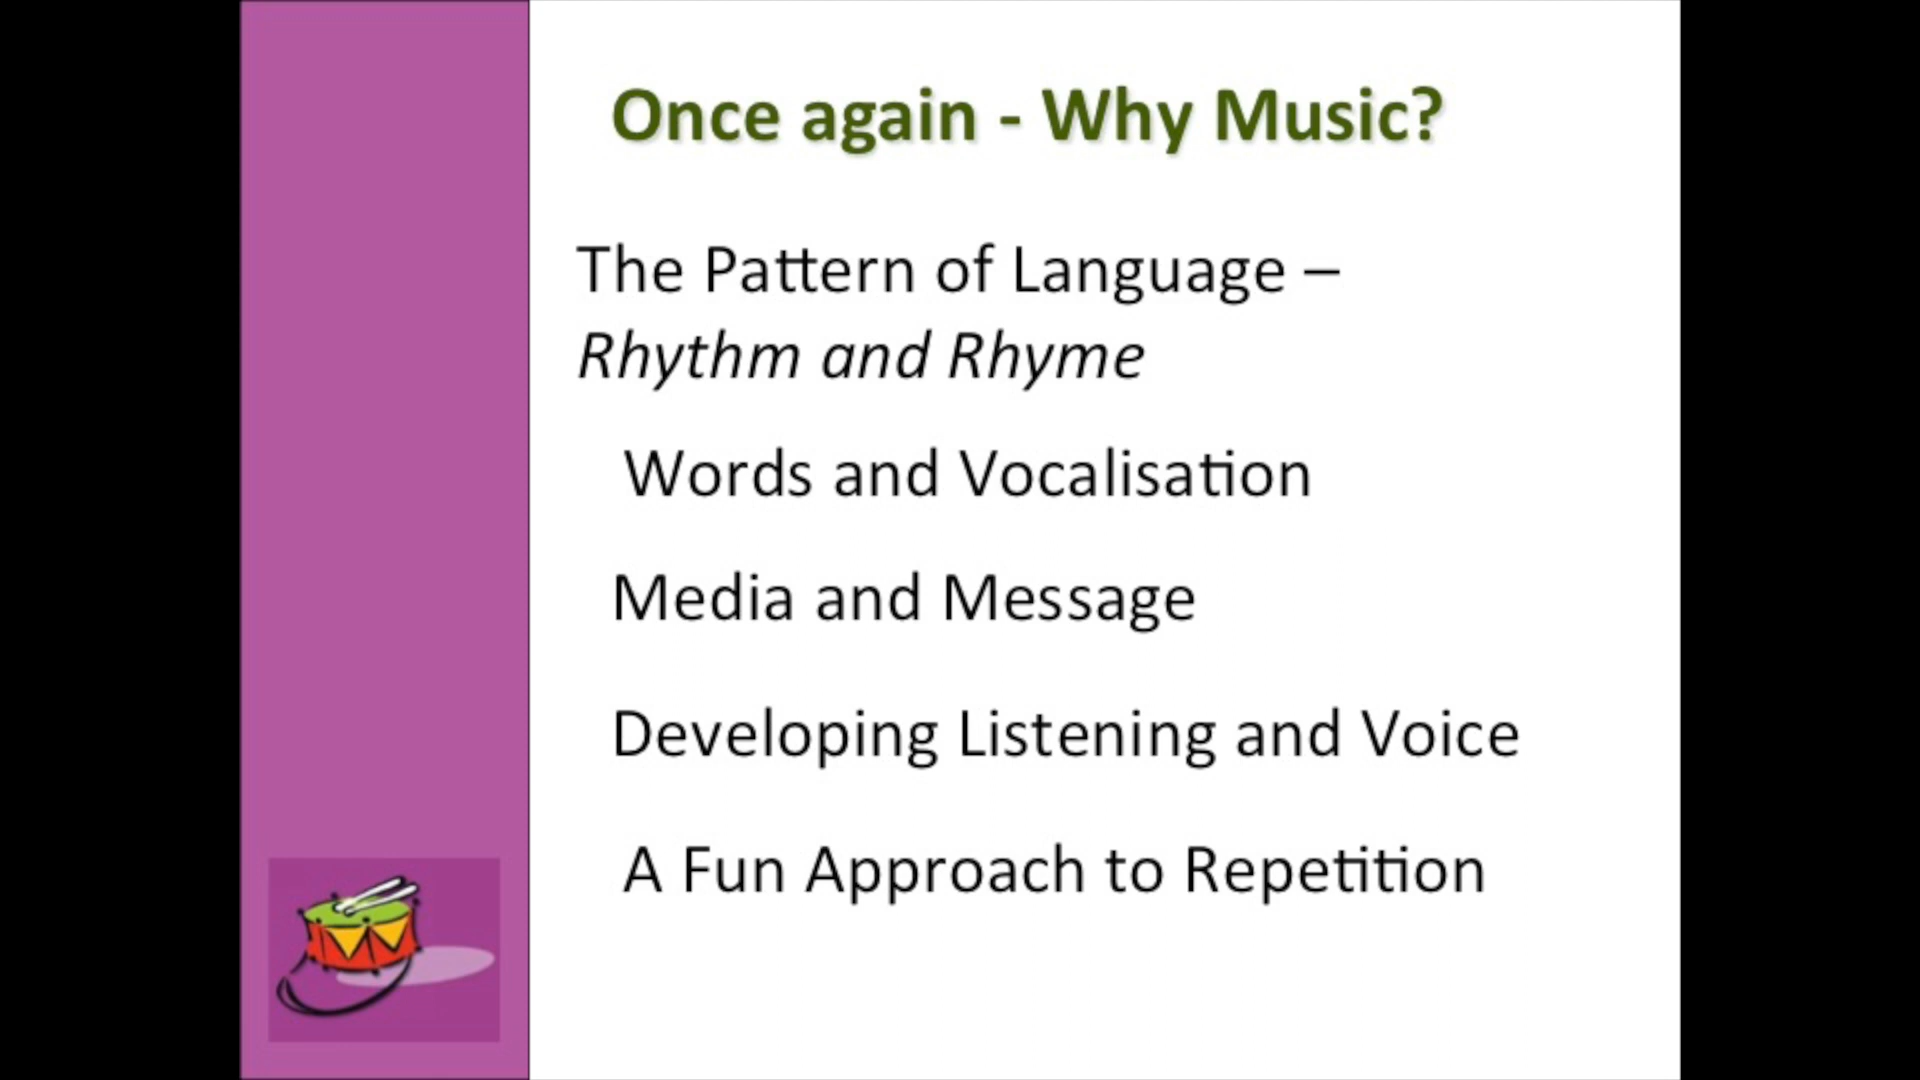 Once again - Why Music?
The Pattern of Language –
Rhythm and Rhyme
Words and Vocalisation
Media and Message
Developing Listening and Voice
A Fun Approach to Repetition